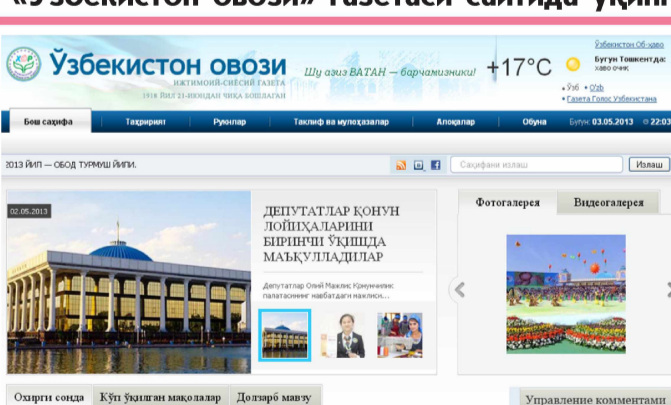 «Ўзбекистон овози» газетаси сайтида ўқинг
Ўзбекистон овози
ИЖТИМОИЙ-СИЁСИЙ ГАЗЕТА
1918 ЙИЛ 21-ИЮНДАН ЧИҚА БОШЛАГАН
Шу азиз ВАТАН — барчамизники!
+17°C
Ўзбекистон Об-ҳаво
Бугун Тошкентда:
ҳаво очиқ
• Ўзб • O'zb
• Газета Голос Узбекистана
Бош саҳифа Таҳририят Рукнлар Таклиф ва мулоҳазалар Алоқалар Обуна Бугун: 03.05.2013 22:03
2013 ЙИЛ — ОБОД ТУРМУШ ЙИЛИ.
Саҳифани излаш
Излаш
02.05.2013
ДЕПУТАТЛАР ҚОНУН
ЛОЙИҲАЛАРИНИ
БИРИНЧИ ЎҚИШДА
МАЪҚУЛЛАДИЛАР
Депутатлар Олий Мажлис Қонунчилик
палатасининг навбатдаги мажлиси...
Фотогалерея Видеогалерея
Охирги сонда Кўп ўқилган мақолалар Долзарб мавзу
Управление комментами